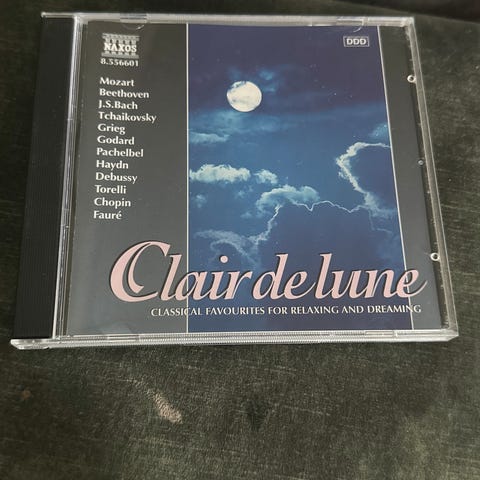 NAXOS
8.556601
DDD
Mozart
Beethoven
J.S.Bach
Tchaikovsky
Grieg
Godard
Pachelbel
Haydn
Debussy
Torelli
Chopin
Fauré
Clair de lune
CLASSICAL FAVOURITES FOR RELAXING AND DREAMING